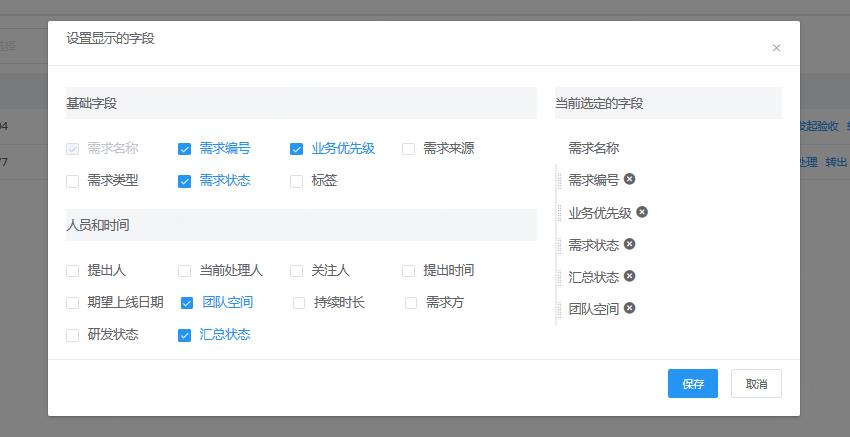 设置显示的字段
选择
×
基础字段
当前选定的字段
需求名称 需求编号 业务优先级 需求来源
需求类型 需求状态 标签
人员和时间
提出人 当前处理人 关注人 提出时间
期望上线日期 团队空间 持续时长 需求方
研发状态 汇总状态
需求名称
需求编号
业务优先级
需求状态
汇总状态
团队空间
保存 取消
发起验收
处理 转出